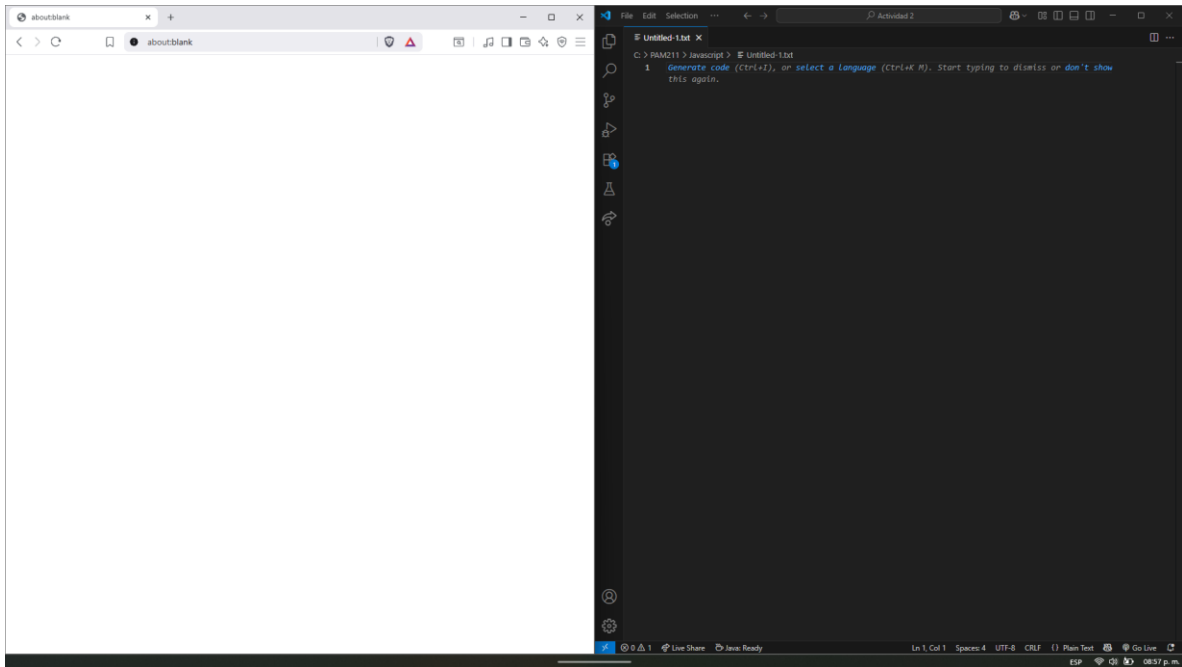 about:blank
about:blank
File Edit Selection ···
Actividad 2
Untitled-1.txt
C: > PAM211 > Javascript > Untitled-1.txt
1 Generate code (Ctrl+I), or select a language (Ctrl+K M). Start typing to dismiss or don't show
this again.
1
0 1 Live Share Java: Ready Ln 1, Col 1 Spaces: 4 UTF-8 CRLF {} Plain Text Go Live
ESP 08:57 p. m.